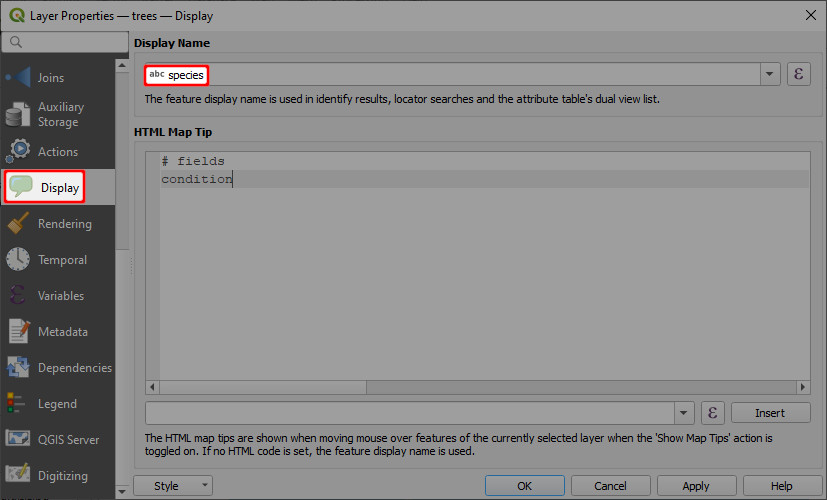 Layer Properties — trees — Display
Joins
Auxiliary
Storage
Actions
Display
Rendering
Temporal
Variables
Metadata
Dependencies
Legend
QGIS Server
Digitizing
Display Name
abc species
ε
The feature display name is used in identify results, locator searches and the attribute table's dual view list.
HTML Map Tip
# fields
condition
ε
Insert
The HTML map tips are shown when moving mouse over features of the currently selected layer when the 'Show Map Tips' action is
toggled on. If no HTML code is set, the feature display name is used.
Style
OK
Cancel
Apply
Help